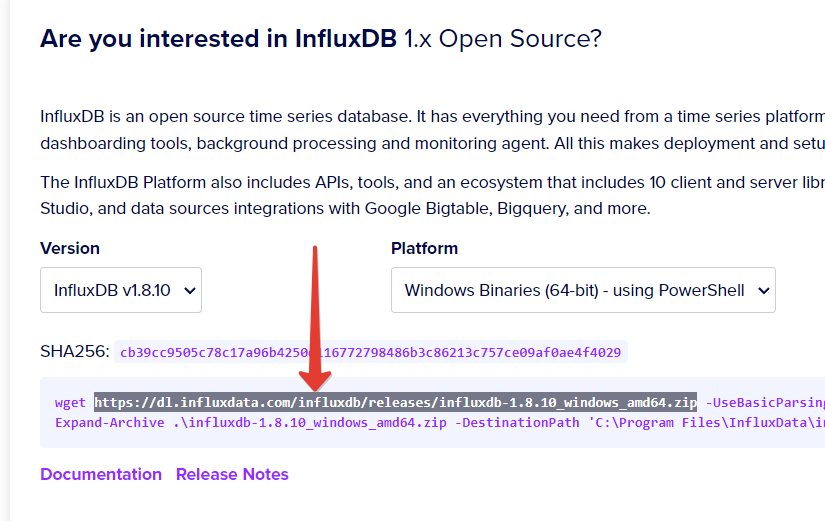 Are you interested in InfluxDB 1.x Open Source?
InfluxDB is an open source time series database. It has everything you need from a time series platform
dashboarding tools, background processing and monitoring agent. All this makes deployment and setu
The InfluxDB Platform also includes APIs, tools, and an ecosystem that includes 10 client and server libr
Studio, and data sources integrations with Google Bigtable, Bigquery, and more.
Version Platform
InfluxDB v1.8.10 Windows Binaries (64-bit) - using PowerShell
SHA256:
wget https://dl.influxdata.com/influxdb/releases/influxdb-1.8.10_windows_amd64.zip -UseBasicParsing
Expand-Archive .\influxdb-1.8.10_windows_amd64.zip -DestinationPath 'C:\Program Files\InfluxData\in
Documentation Release Notes